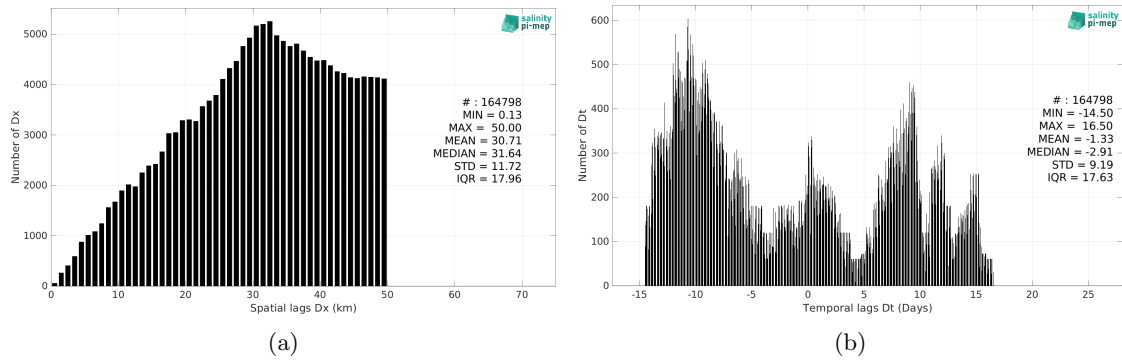 salinity
pi-mep
5000
4000
3000
2000
1000
0
Number of Dx
# : 164798
MIN = 0.13
MAX = 50.00
MEAN = 30.71
MEDIAN = 31.64
STD = 11.72
IQR = 17.96
0 10 20 30 40 50 60 70
Spatial lags Dx (km)
(a)
salinity
pi-mep
600
500
400
300
200
100
0
Number of Dt
# : 164798
MIN = -14.50
MAX = 16.50
MEAN = -1.33
MEDIAN = -2.91
STD = 9.19
IQR = 17.63
-15 -10 -5 0 5 10 15 20 25
Temporal lags Dt (Days)
(b)